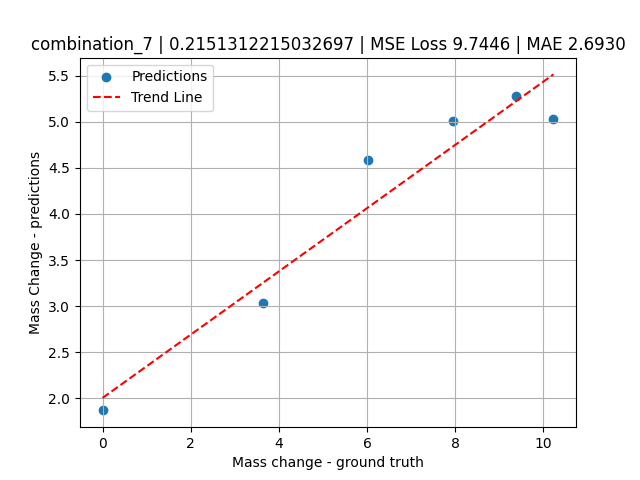 combination_7 | 0.2151312215032697 | MSE Loss 9.7446 | MAE 2.6930
Predictions
Trend Line
5.5
5.0
4.5
4.0
3.5
3.0
2.5
2.0
Mass Change - predictions
0 2 4 6 8 10
Mass change - ground truth